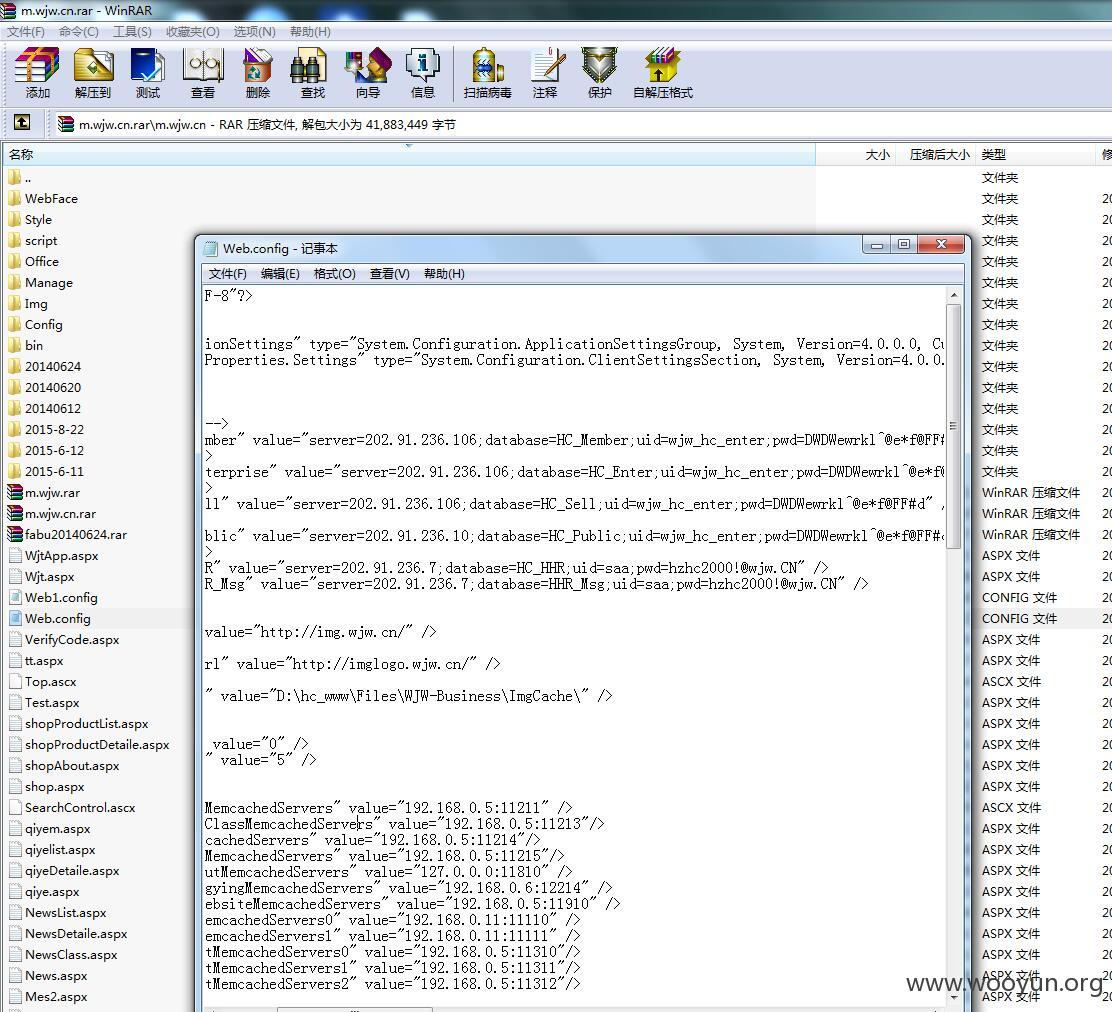 m.wjw.cn.rar - WinRAR
文件(F) 命令(C) 工具(S) 收藏夹(O) 选项(N) 帮助(H)
添加 解压到 测试 查看 删除 查找 向导 信息 扫描病毒 注释 保护 自解压格式
m.wjw.cn.rar\m.wjw.cn - RAR 压缩文件, 解包大小为 41,883,449 字节
名称 大小 压缩后大小 类型 修
.. 文件夹
WebFace 文件夹 20
Style 文件夹 20
script 文件夹 20
Office 文件夹 20
Manage 文件夹 20
Img 文件夹 20
Config 文件夹 20
bin 文件夹 20
20140624 文件夹 20
20140620 文件夹 20
20140612 文件夹 20
2015-8-22 文件夹 20
2015-6-12 文件夹 20
2015-6-11 文件夹 20
m.wjw.rar WinRAR 压缩文件 20
m.wjw.cn.rar WinRAR 压缩文件 20
fabu20140624.rar WinRAR 压缩文件 20
WjtApp.aspx ASPX 文件 20
Wjt.aspx ASPX 文件 20
Web1.config CONFIG 文件 20
Web.config CONFIG 文件 20
VerifyCode.aspx ASPX 文件 20
tt.aspx ASPX 文件 20
Top.ascx ASCX 文件 20
Test.aspx ASPX 文件 20
shopProductList.aspx ASPX 文件 20
shopProductDetaile.aspx ASPX 文件 20
shopAbout.aspx ASPX 文件 20
shop.aspx ASPX 文件 20
SearchControl.ascx ASCX 文件 20
qiyem.aspx ASPX 文件 20
qiyelist.aspx ASPX 文件 20
qiyeDetaile.aspx ASPX 文件 20
qiye.aspx ASPX 文件 20
NewsList.aspx ASPX 文件 20
NewsDetaile.aspx ASPX 文件 20
NewsClass.aspx ASPX 文件 20
News.aspx ASPX 文件 20
Mes2.aspx ASPX 文件 20
Web.config - 记事本
文件(F) 编辑(E) 格式(O) 查看(V) 帮助(H)
F-8"?>
ionSettings" type="System.Configuration.ApplicationSettingsGroup, System, Version=4.0.0.0, Cu
Properties.Settings" type="System.Configuration.ClientSettingsSection, System, Version=4.0.0.
-->
mber" value="server=202.91.236.106;database=HC_Member;uid=wjw_hc_enter;pwd=DWDWewrkl^@e*f@FF#
>
terprise" value="server=202.91.236.106;database=HC_Enter;uid=wjw_hc_enter;pwd=DWDWewrkl^@e*f@
>
ll" value="server=202.91.236.106;database=HC_Sell;uid=wjw_hc_enter;pwd=DWDWewrkl^@e*f@FF#d" /
blic" value="server=202.91.236.10;database=HC_Public;uid=wjw_hc_enter;pwd=DWDWewrkl^@e*f@FF#
>
R" value="server=202.91.236.7;database=HC_HHR;uid=saa;pwd=hzhc2000!@wjw.CN" />
R_Msg" value="server=202.91.236.7;database=HHR_Msg;uid=saa;pwd=hzhc2000!@wjw.CN" />
value="http://img.wjw.cn/" />
rl" value="http://imglogo.wjw.cn/" />
" value="D:\hc_www\Files\WJW-Business\ImgCache\" />
value="0" />
" value="5" />
MemcachedServers" value="192.168.0.5:11211" />
ClassMemcachedServers" value="192.168.0.5:11213"/>
cachedServers" value="192.168.0.5:11214"/>
MemcachedServers" value="192.168.0.5:11215"/>
utMemcachedServers" value="127.0.0.0:11810" />
gyingMemcachedServers" value="192.168.0.6:12214" />
ebsiteMemcachedServers" value="192.168.0.5:11910" />
emcachedServers0" value="192.168.0.11:11110" />
emcachedServers1" value="192.168.0.11:11111" />
tMemcachedServers0" value="192.168.0.5:11310"/>
tMemcachedServers1" value="192.168.0.5:11311"/>
tMemcachedServers2" value="192.168.0.5:11312"/>
www.wooyun.org